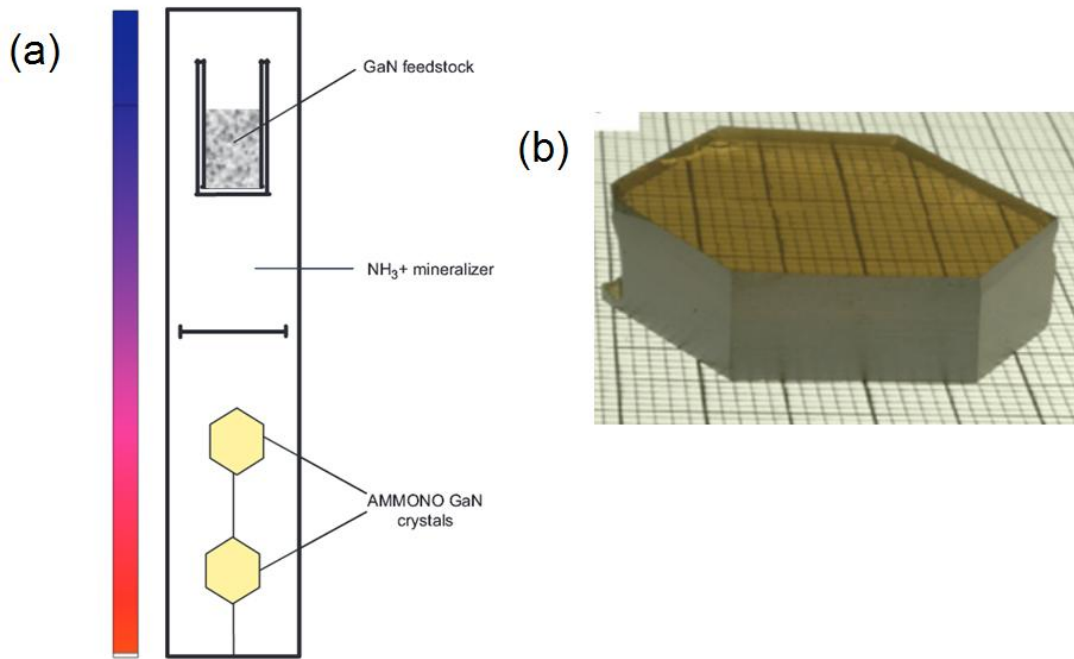 (a)
GaN feedstock
(b)
NH3+ mineralizer
AMMONO GaN
crystals